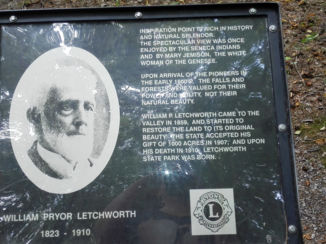 INSPIRATION POINT IS RICH IN HISTORY
AND NATURAL SPLENDOR.
THE SPECTACULAR VIEW WAS ONCE
ENJOYED BY THE SENECA INDIANS
AND BY MARY JEMISON, THE WHITE
WOMAN OF THE GENESEE.
UPON ARRIVAL OF THE PIONEERS IN
THE EARLY 1800'S, THE FALLS AND
FORESTS WERE VALUED FOR THEIR
POWER AND UTILITY, NOT THEIR
NATURAL BEAUTY.
WILLIAM P. LETCHWORTH CAME TO THE
VALLEY IN 1859, AND STARTED TO
RESTORE THE LAND TO ITS ORIGINAL
BEAUTY. THE STATE ACCEPTED HIS
GIFT OF 1000 ACRES IN 1907, AND UPON
HIS DEATH IN 1910, LETCHWORTH
STATE PARK WAS BORN.
WILLIAM PRYOR LETCHWORTH
1823 - 1910
L